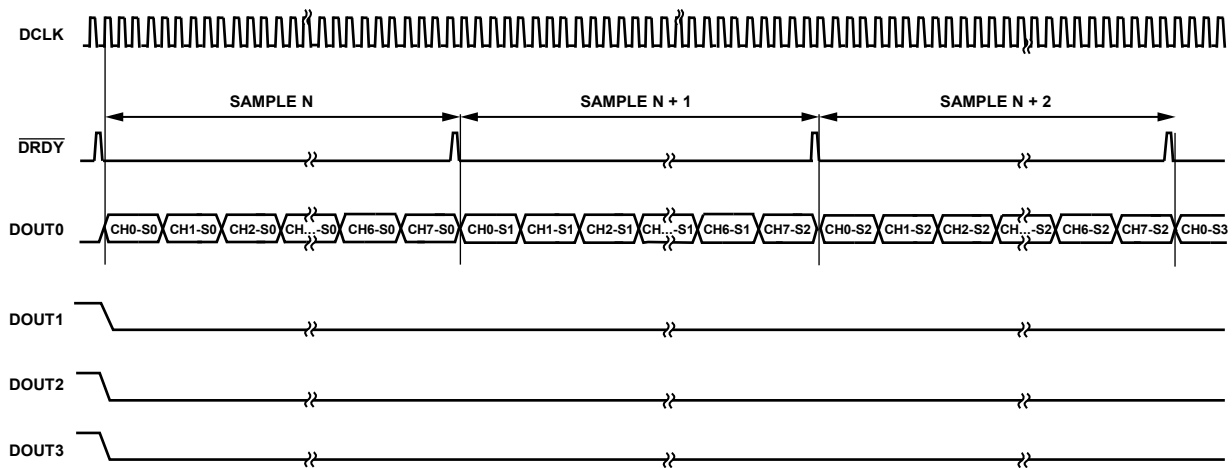 DCLK
SAMPLE N
SAMPLE N + 1
SAMPLE N + 2
DRDY
DOUT0
CH0-S0 CH1-S0 CH2-S0 CH...-S0 CH6-S0 CH7-S0 CH0-S1 CH1-S1 CH2-S1 CH...-S1 CH6-S1 CH7-S2 CH0-S2 CH1-S2 CH2-S2 CH...-S2 CH6-S2 CH7-S2 CH0-S3
DOUT1
DOUT2
DOUT3